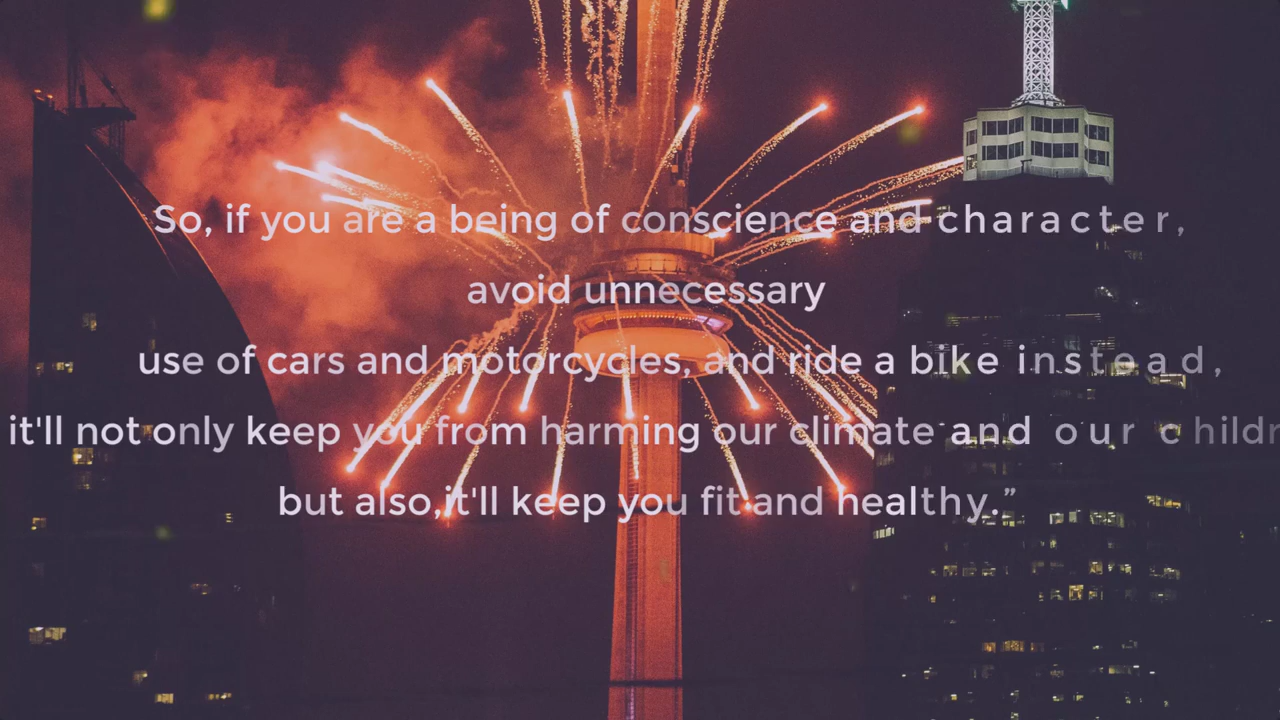 So, if you are a being of conscience and character,
avoid unnecessary
use of cars and motorcycles, and ride a bike instead,
it'll not only keep you from harming our climate and our childr
but also, it'll keep you fit and healthy.”